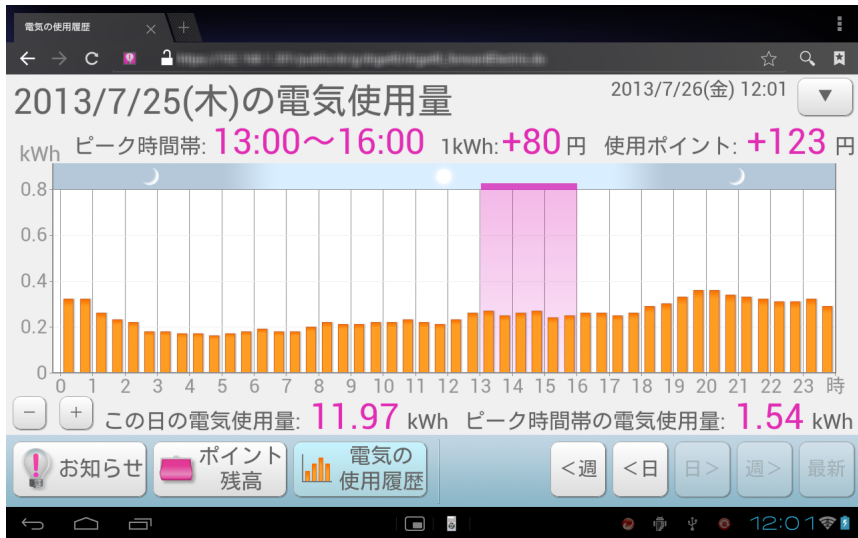 電気の使用履歴
2013/7/25(木)の電気使用量
2013/7/26(金) 12:01
▼
kWh
ピーク時間帯: 13:00〜16:00 1kWh:+80 円 使用ポイント: +123 円
0.8
0.6
0.4
0.2
0
0 1 2 3 4 5 6 7 8 9 10 11 12 13 14 15 16 17 18 19 20 21 22 23 時
− + この日の電気使用量: 11.97 kWh ピーク時間帯の電気使用量: 1.54 kWh
お知らせ
ポイント
残高
電気の
使用履歴
<週
<日
日>
週>
最新
12:01